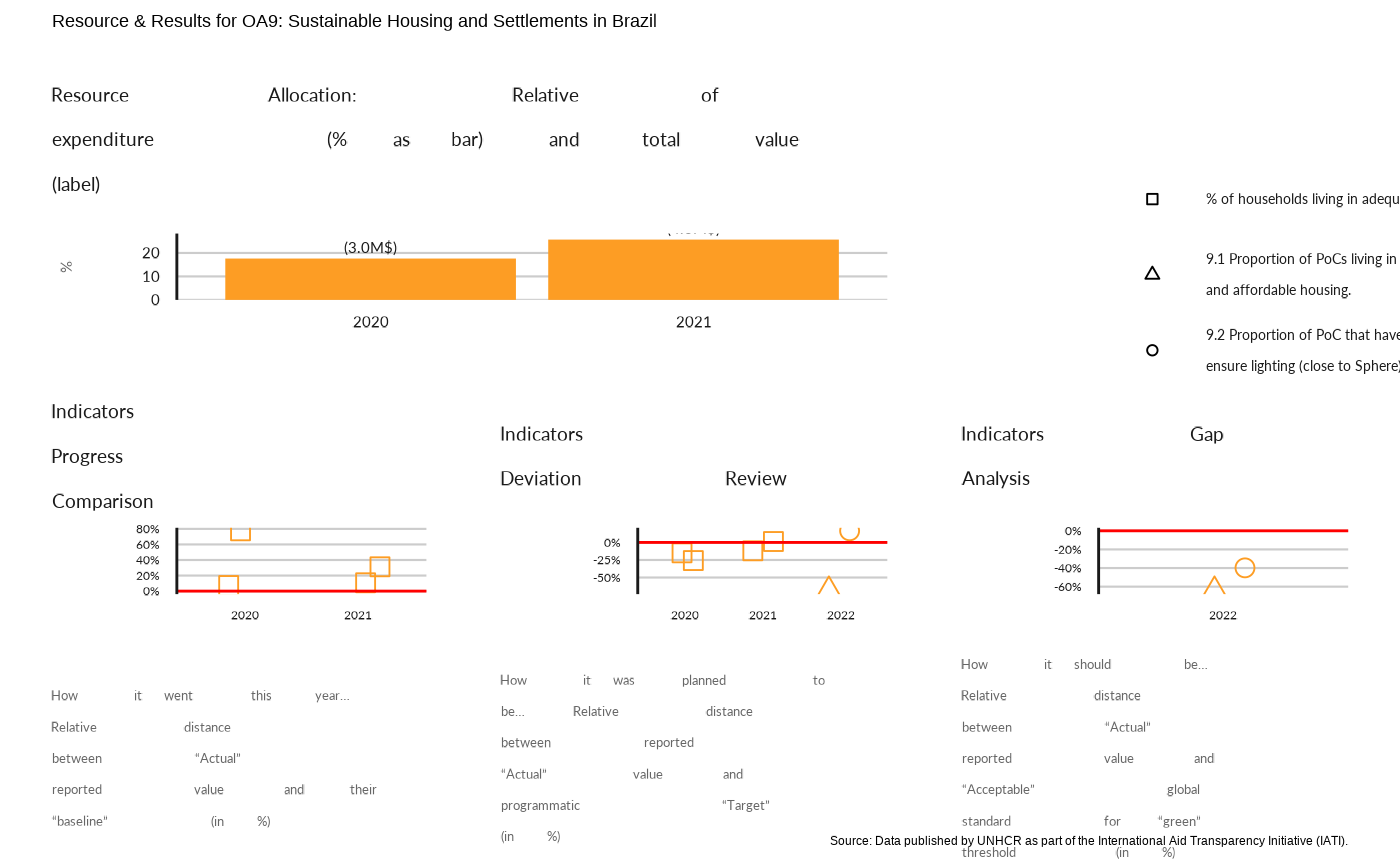 Resource & Results for OA9: Sustainable Housing and Settlements in Brazil
Resource Allocation: Relative of
expenditure (% as bar) and total value
(label)
%
20
10
0
(3.0M$)
2020
2021
% of households living in
9.1 Proportion of PoCs living in
and affordable housing.
9.2 Proportion of PoC that have
ensure lighting (close to Sphere)
Indicators
Progress
Comparison
80%
60%
40%
20%
0%
2020
2021
How it went this year…
Relative distance
between “Actual”
reported value and their
“baseline” (in %)
Indicators
Deviation Review
0%
-25%
-50%
2020
2021
2022
How it was planned to
be… Relative distance
between reported
“Actual” value and
programmatic “Target”
(in %)
Indicators Gap
Analysis
0%
-20%
-40%
-60%
2022
How it should be…
Relative distance
between “Actual”
reported value and
“Acceptable” global
standard for “green”
threshold (in %)
Source: Data published by UNHCR as part of the International Aid Transparency Initiative (IATI).